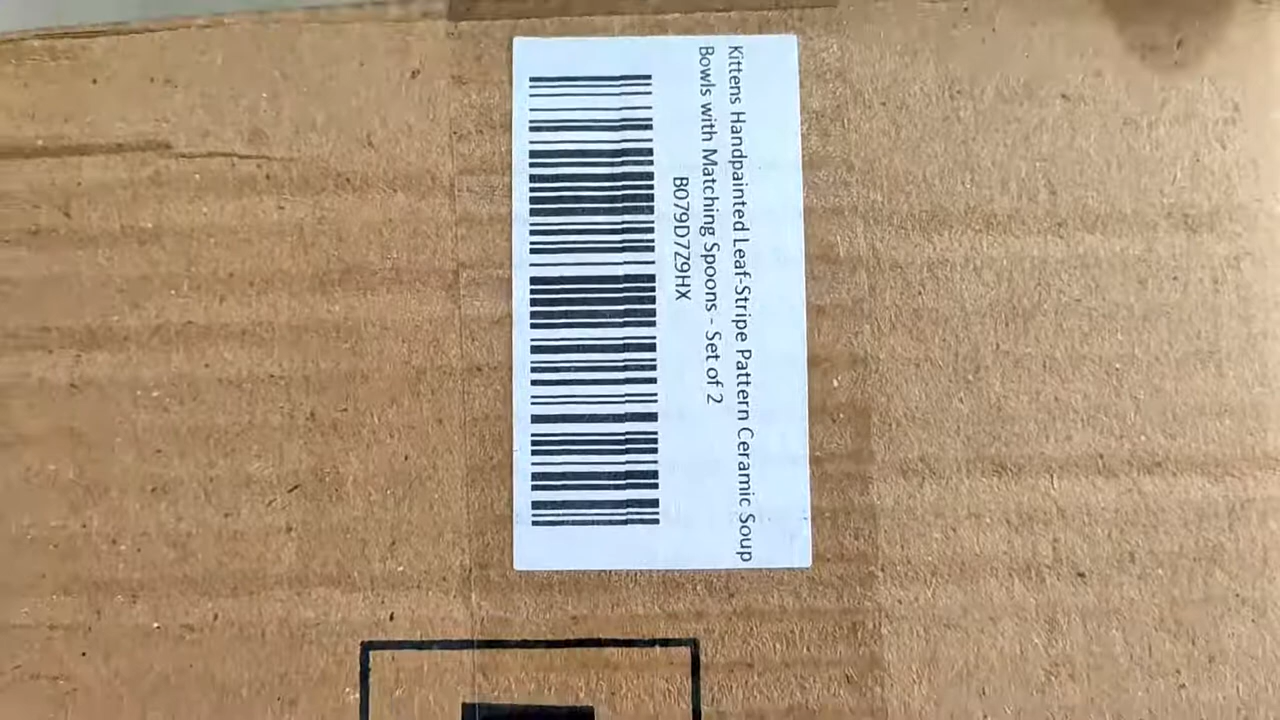 Kittens Handpainted Leaf-Stripe Pattern Ceramic Soup
Bowls with Matching Spoons - Set of 2
B079D7Z9HX